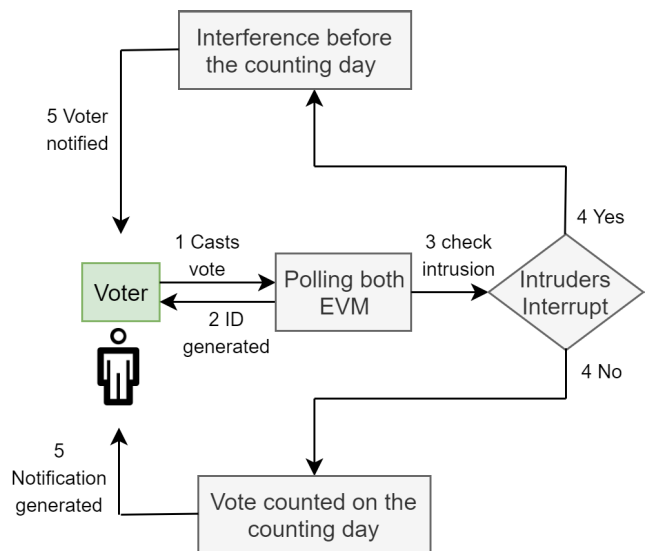 Interference before
the counting day
5 Voter
notified
4 Yes
1 Casts
vote
3 check
intrusion
Voter
Polling both
EVM
Intruders
Interrupt
2 ID
generated
4 No
5
Notification
generated
Vote counted on the
counting day